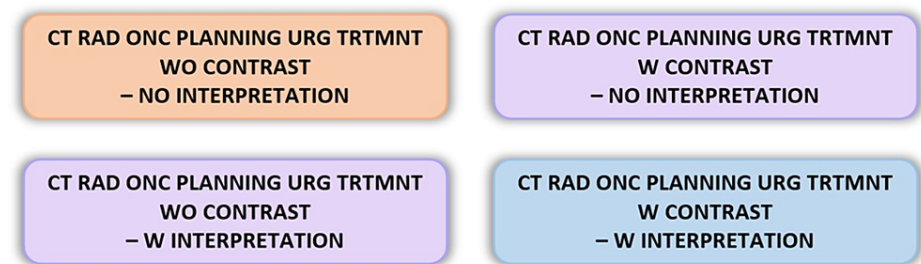 CT RAD ONC PLANNING URG TRTMNT
WO CONTRAST
– NO INTERPRETATION
CT RAD ONC PLANNING URG TRTMNT
W CONTRAST
– NO INTERPRETATION
CT RAD ONC PLANNING URG TRTMNT
WO CONTRAST
– W INTERPRETATION
CT RAD ONC PLANNING URG TRTMNT
W CONTRAST
– W INTERPRETATION